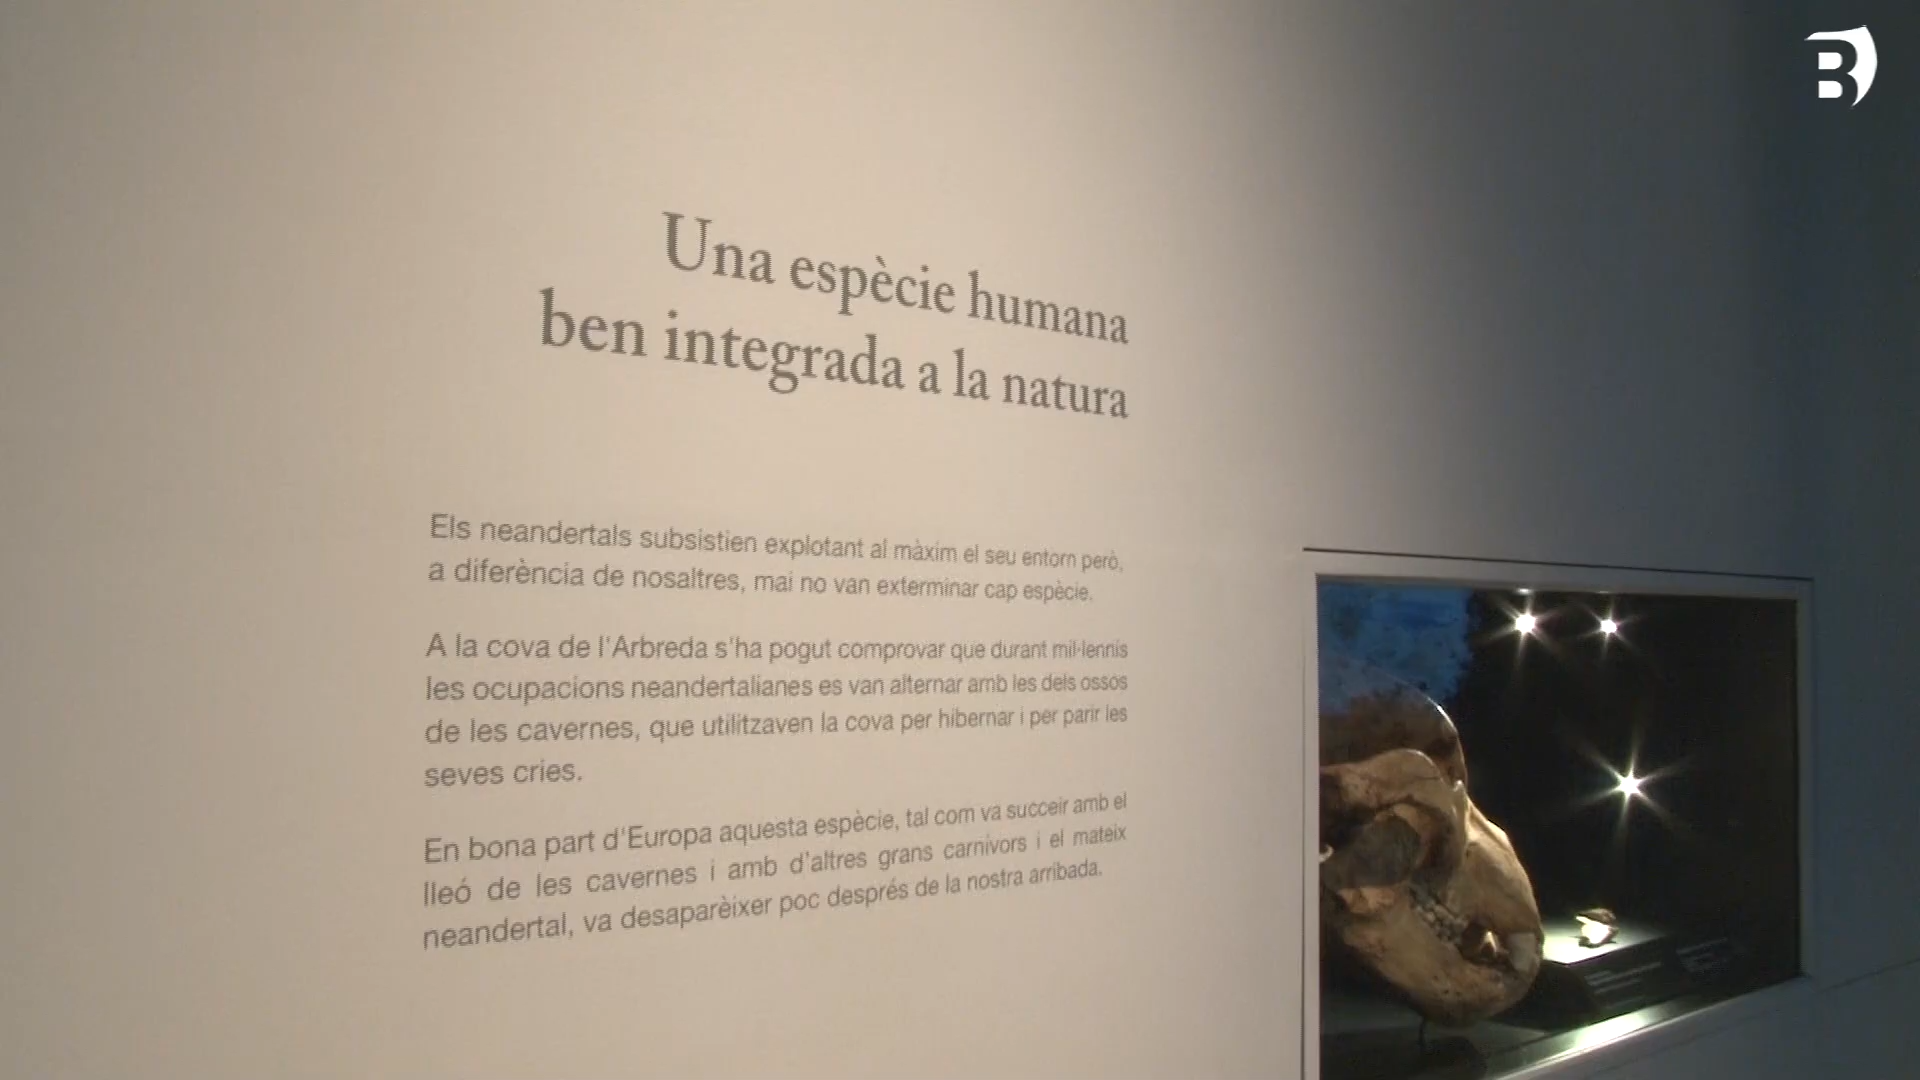 B
Una espècie humana
ben integrada a la natura
Els neandertals subsistien explotant al màxim el seu entorn però,
a diferència de nosaltres, mai no van exterminar cap espècie.
A la cova de l'Arbreda s'ha pogut comprovar que durant mil·lennis
les ocupacions neandertalianes es van alternar amb les dels ossos
de les cavernes, que utilitzaven la cova per hibernar i per parir les
seves cries.
En bona part d'Europa aquesta espècie, tal com va succeir amb el
lleó de les cavernes i amb d'altres grans carnívors i el mateix
neandertal, va desaparèixer poc després de la nostra arribada.